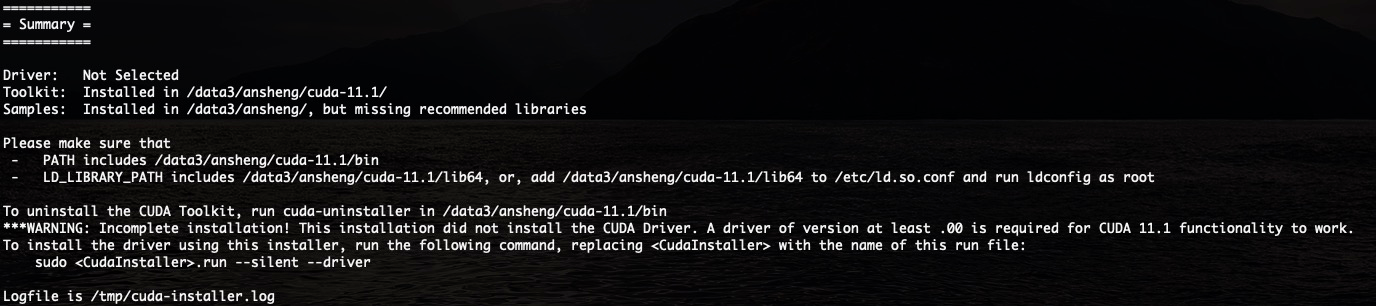 ===========
= Summary =
===========
Driver:   Not Selected
Toolkit:  Installed in /data3/ansheng/cuda-11.1/
Samples:  Installed in /data3/ansheng/, but missing recommended libraries
Please make sure that
 -   PATH includes /data3/ansheng/cuda-11.1/bin
 -   LD_LIBRARY_PATH includes /data3/ansheng/cuda-11.1/lib64, or, add /data3/ansheng/cuda-11.1/lib64 to /etc/ld.so.conf and run ldconfig as root
To uninstall the CUDA Toolkit, run cuda-uninstaller in /data3/ansheng/cuda-11.1/bin
***WARNING: Incomplete installation! This installation did not install the CUDA Driver. A driver of version at least .00 is required for CUDA 11.1 functionality to work.
To install the driver using this installer, run the following command, replacing <CudaInstaller> with the name of this run file:
    sudo <CudaInstaller>.run --silent --driver
Logfile is /tmp/cuda-installer.log